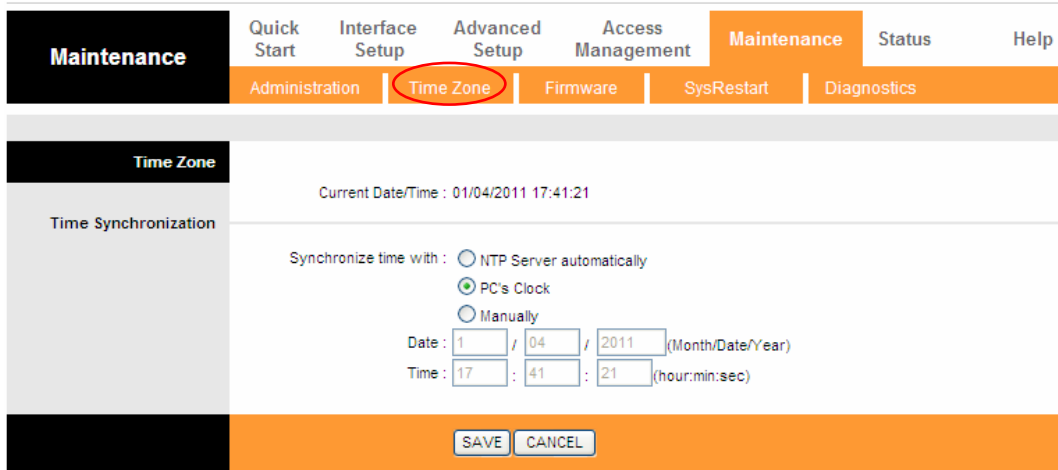 Maintenance
Quick Start
Interface Setup
Advanced Setup
Access Management
Maintenance
Status
Help
Administration
Time Zone
Firmware
SysRestart
Diagnostics
Time Zone
Current Date/Time : 01/04/2011 17:41:21
Time Synchronization
Synchronize time with : NTP Server automatically
PC's Clock
Manually
Date : 1 / 04 / 2011 (Month/Date/Year)
Time : 17 : 41 : 21 (hour:min:sec)
SAVE CANCEL